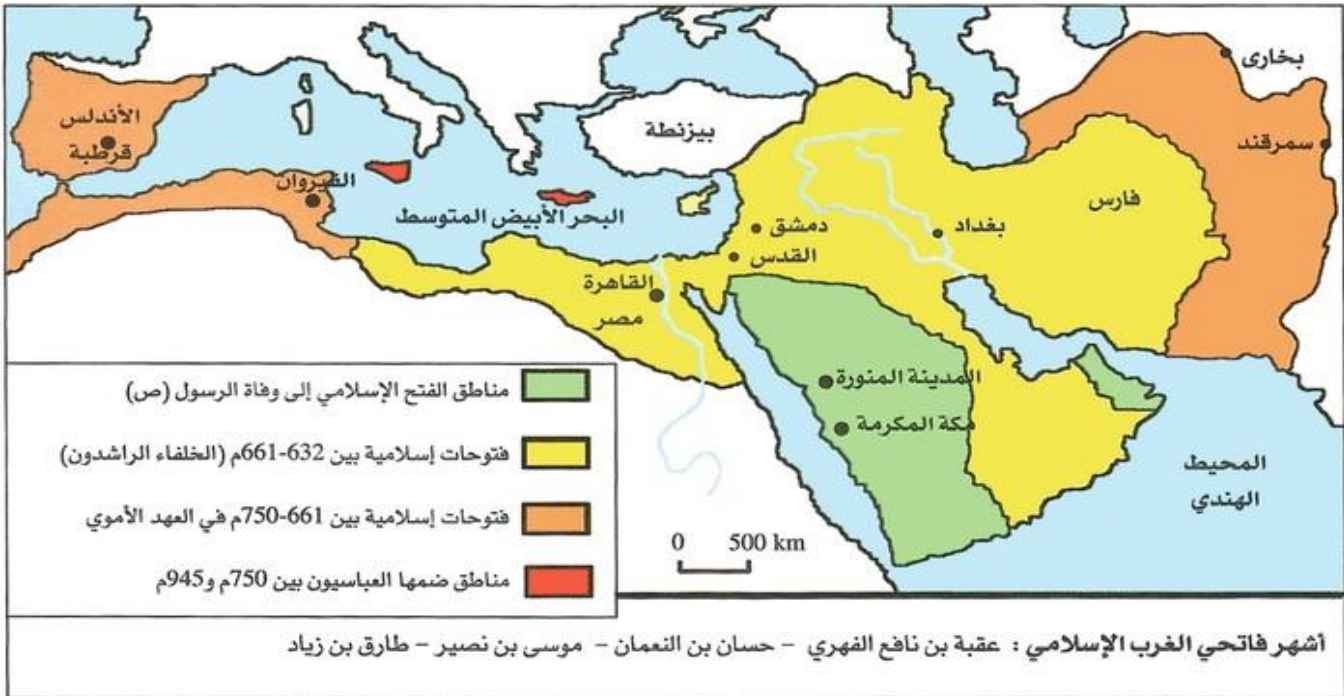 بخارى
سمرقند
فارس
بغداد
بيزنطة
دمشق
القدس
الأندلس
قرطبة
القيروان
البحر الأبيض المتوسط
القاهرة
مصر
المدينة المنورة
مكة المكرمة
المحيط
الهندي
0 500 km
مناطق الفتح الإسلامي إلى وفاة الرسول (ص)
فتوحات إسلامية بين 632-661م (الخلفاء الراشدون)
فتوحات إسلامية بين 661-750م في العهد الأموي
مناطق ضمها العباسيون بين 750م و945م
أشهر فاتحي الغرب الإسلامي : عقبة بن نافع الفهري – حسان بن النعمان – موسى بن نصير – طارق بن زياد